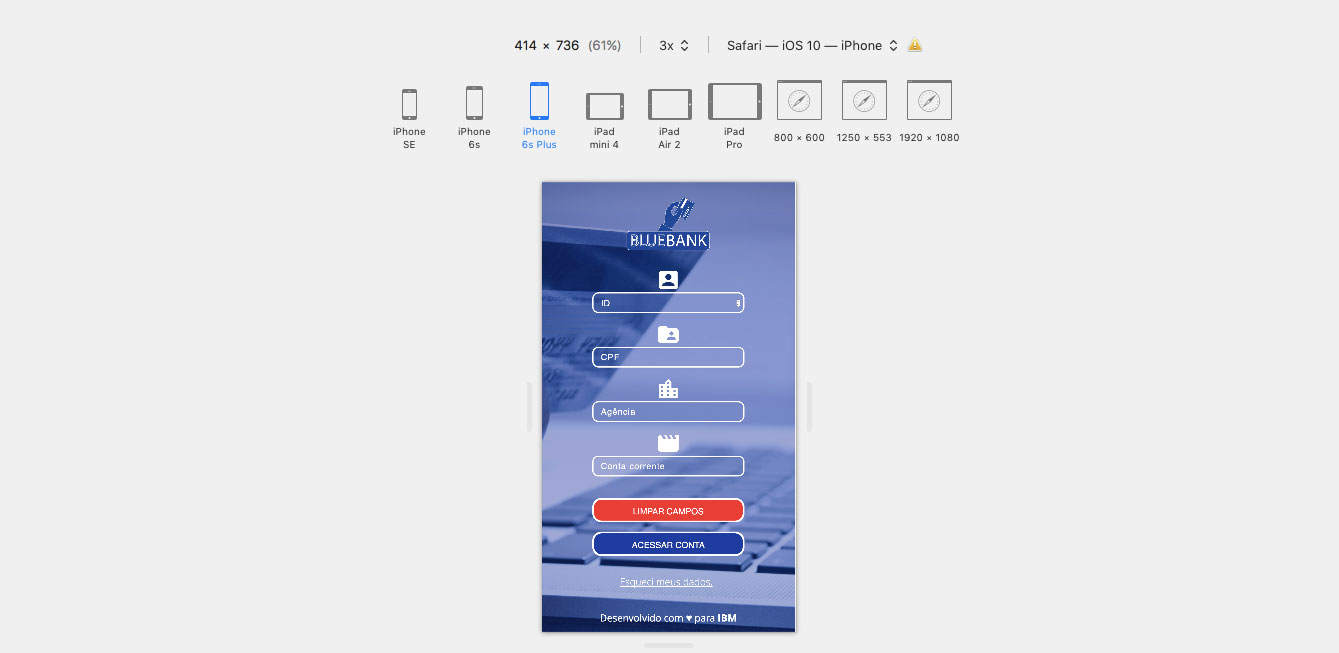 414 × 736 (61%) 3x Safari — iOS 10 — iPhone
iPhone SE
iPhone 6s
iPhone 6s Plus
iPad mini 4
iPad Air 2
iPad Pro
800 × 600
1250 × 553
1920 × 1080
BLUEBANK
ID
CPF
Agência
Conta corrente
LIMPAR CAMPOS
ACESSAR CONTA
Esqueci meus dados.
Desenvolvido com ♥ para IBM